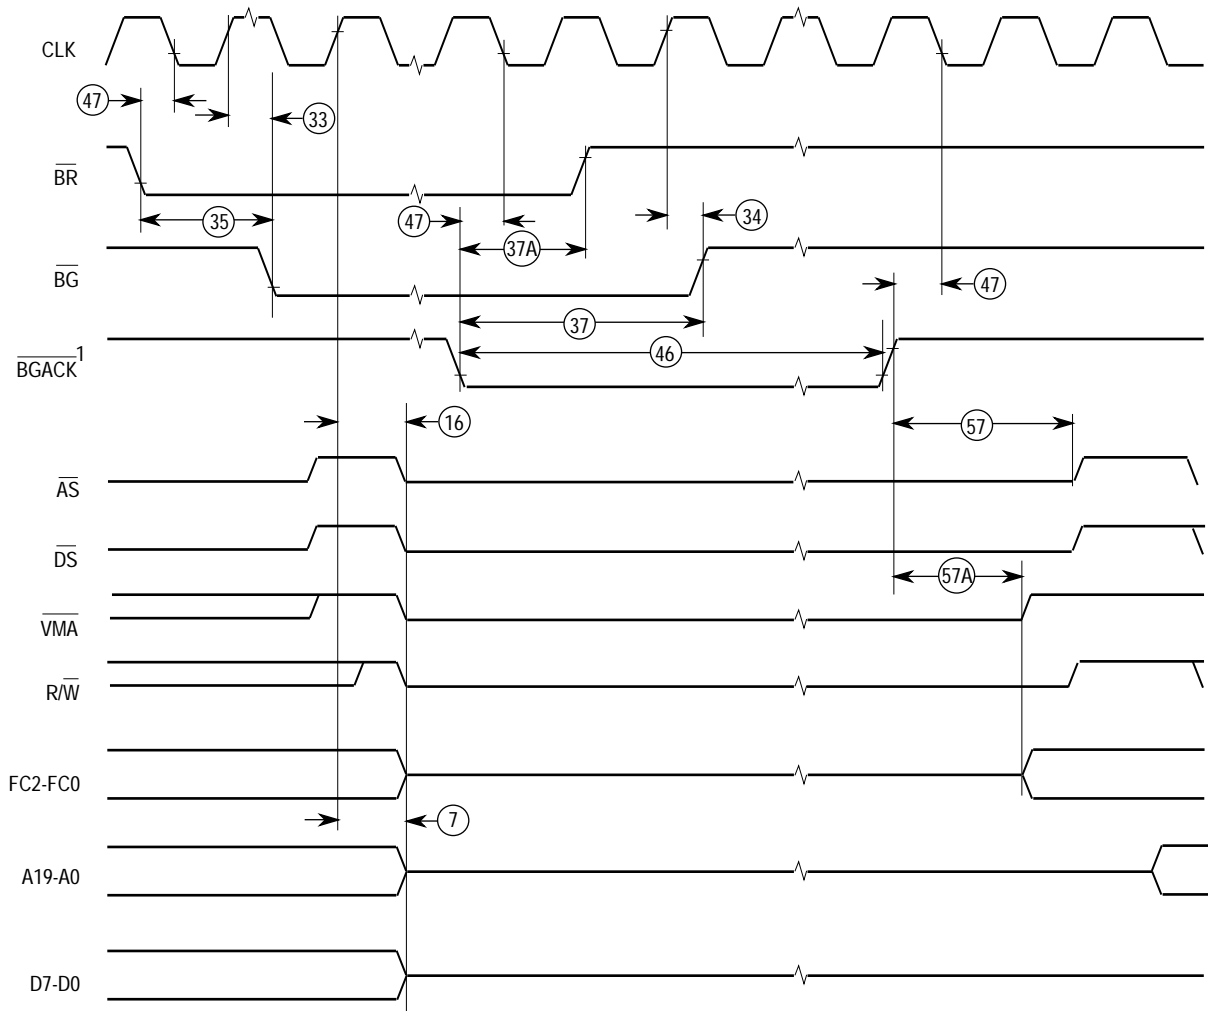 CLK
47
33
BR
35
47
37A
34
BG
47
37
BGACK1
46
16
57
AS
DS
57A
VMA
R/W
FC2-FC0
7
A19-A0
D7-D0